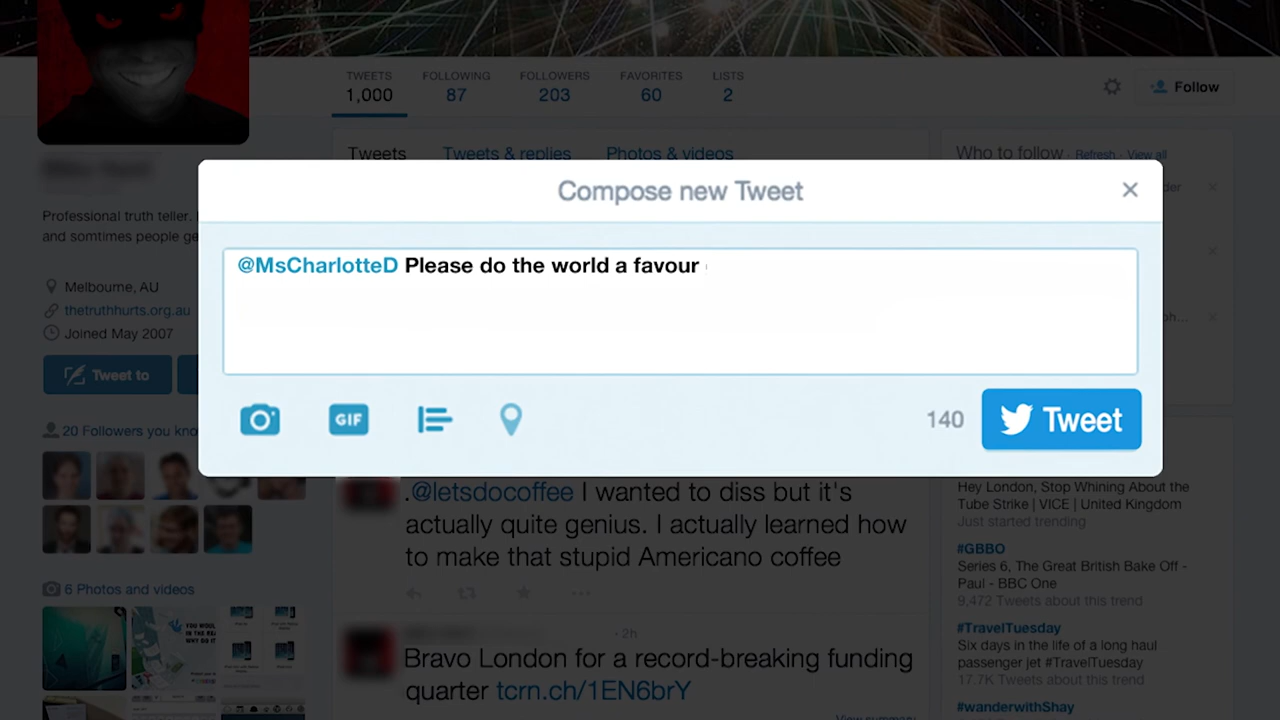 TWEETS FOLLOWING FOLLOWERS FAVORITES LISTS
1,000 87 203 60 2
Follow
Tweets Tweets & replies Photos & videos
Who to follow · Refresh · View all
Compose new Tweet
Professional truth teller.
and somtimes people ge
@MsCharlotteD Please do the world a favour
Melbourne, AU
thetruthhurts.org.au
Joined May 2007
Tweet to
GIF
140
Tweet
20 Followers you kno
.@letsdocoffee I wanted to diss but it's
actually quite genius. I actually learned how
to make that stupid Americano coffee
Hey London, Stop Whining About the
Tube Strike | VICE | United Kingdom
Just started trending
#GBBO
Series 6, The Great British Bake Off -
Paul - BBC One
9,472 Tweets about this trend
6 Photos and videos
· 2h
Bravo London for a record-breaking funding
quarter tcrn.ch/1EN6brY
View summary
#TravelTuesday
Six days in the life of a long haul
passenger jet #TravelTuesday
17.7K Tweets about this trend
#wanderwithShay